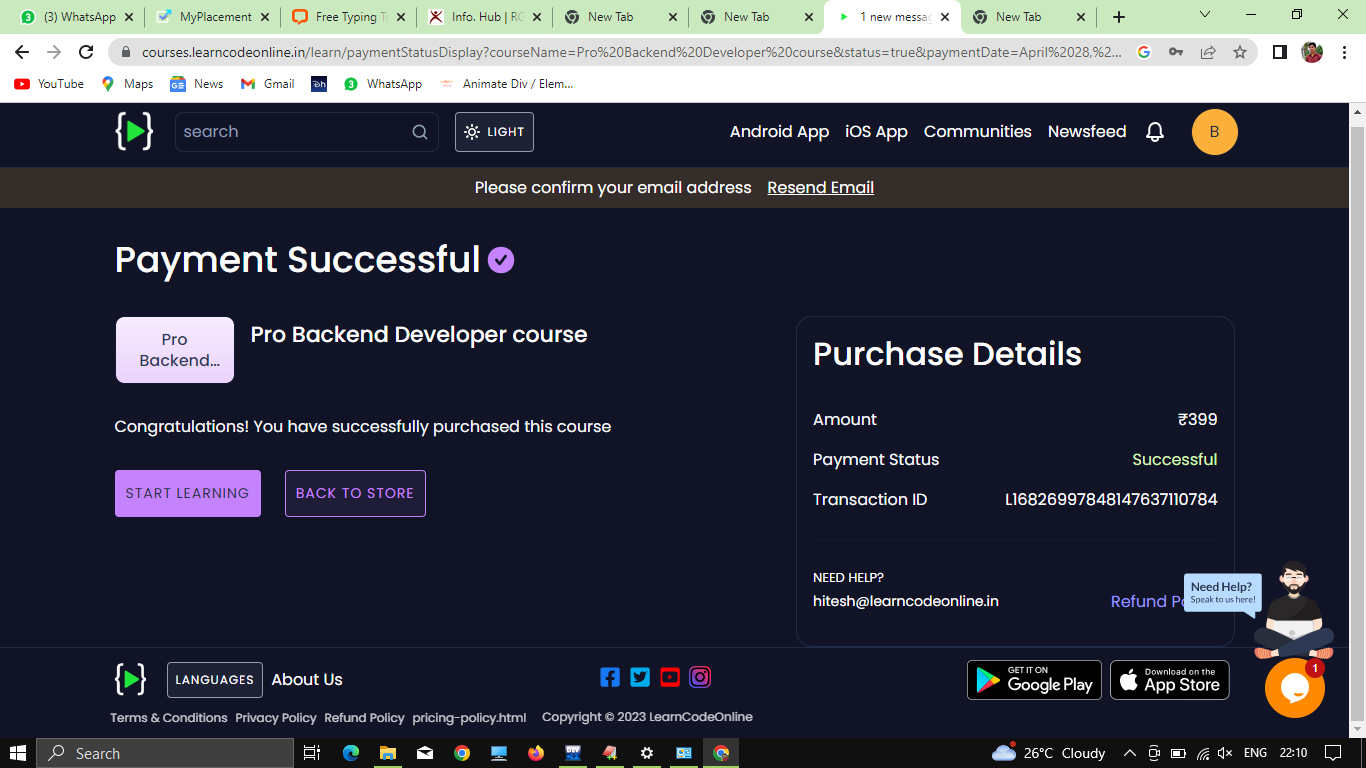 (3) WhatsApp
MyPlacement
Free Typing Te
Info. Hub | RG
New Tab
New Tab
1 new messag
New Tab
courses.learncodeonline.in/learn/paymentStatusDisplay?courseName=Pro%20Backend%20Developer%20course&status=true&paymentDate=April%2028,%2...
YouTube
Maps
News
Gmail
WhatsApp
Animate Div / Elem...
search
LIGHT
Android App
iOS App
Communities
Newsfeed
B
Please confirm your email address Resend Email
Payment Successful
Pro
Backend...
Pro Backend Developer course
Congratulations! You have successfully purchased this course
START LEARNING
BACK TO STORE
Purchase Details
Amount ₹399
Payment Status Successful
Transaction ID L16826997848147637110784
NEED HELP?
hitesh@learncodeonline.in
Refund
Need Help?
Speak to us here!
1
LANGUAGES
About Us
GET IT ON
Google Play
Download on the
App Store
Terms & Conditions Privacy Policy Refund Policy pricing-policy.html Copyright © 2023 LearnCodeOnline
Search
26°C Cloudy
ENG
22:10